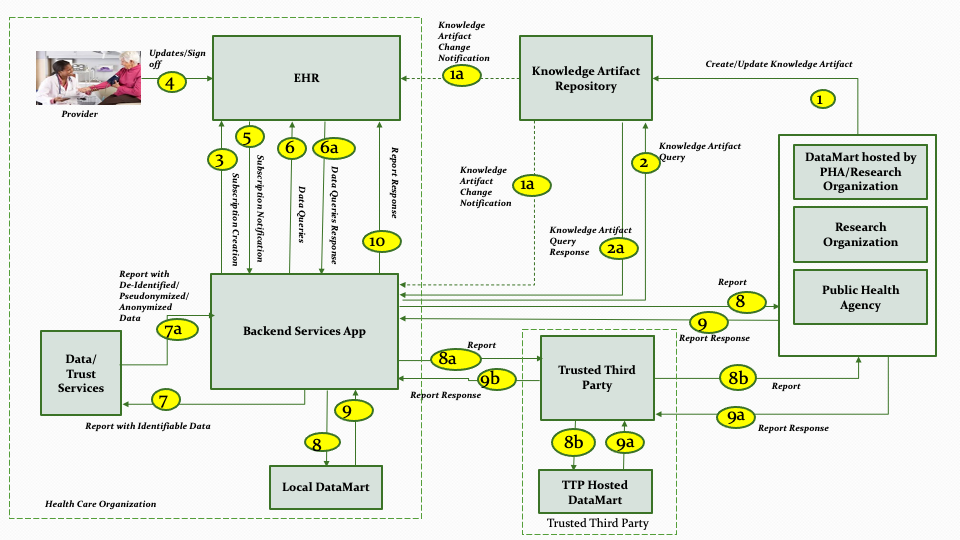 Updates/Sign
off
4
Provider
EHR
Knowledge
Artifact
Change
Notification
1a
Knowledge Artifact
Repository
Create/Update Knowledge Artifact
1
3
Subscription Creation
5
Subscription Notification
6
Data Queries
6a
Data Queries Response
Report Response
10
Knowledge
Artifact
Change
Notification
1a
2
Knowledge Artifact
Query
Knowledge Artifact
Query
Response
2a
DataMart hosted by
PHA/Research
Organization
Research
Organization
Public Health
Agency
Report with
De-Identified/
Pseudonymized/
Anonymized
Data
7a
Backend Services App
Report
8
9
Report Response
Data/
Trust
Services
7
Report with Identifiable Data
Report
8a
9b
Report Response
Trusted Third
Party
8b
Report
9a
Report Response
8
9
Local DataMart
8b
9a
TTP Hosted
DataMart
Trusted Third Party
Health Care Organization